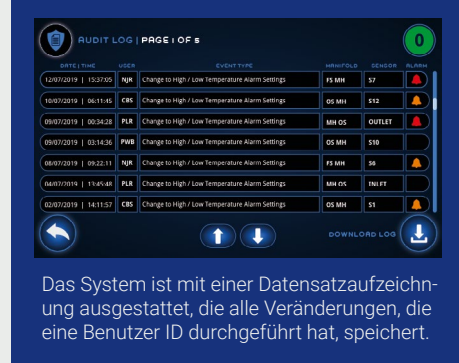 AUDIT LOG | PAGE 1 OF 5
0
DATE | TIME USER EVENT TYPE MANIFOLD SENSOR ALARM
12/07/2019 | 15:37:05 NJR Change to High / Low Temperature Alarm Settings FS MH S7
10/07/2019 | 06:11:45 CBS Change to High / Low Temperature Alarm Settings OS MH S12
09/07/2019 | 00:34:28 PLR Change to High / Low Temperature Alarm Settings MH OS OUTLET
09/07/2019 | 03:14:36 PWB Change to High / Low Temperature Alarm Settings OS MH S10
08/07/2019 | 09:22:11 NJR Change to High / Low Temperature Alarm Settings FS MH S6
04/07/2019 | 13:45:48 PLR Change to High / Low Temperature Alarm Settings MH OS INLET
02/07/2019 | 14:11:57 CBS Change to High / Low Temperature Alarm Settings OS MH S1
DOWNLOAD LOG
Das System ist mit einer Datensatzaufzeichn-
ung ausgestattet, die alle Veränderungen, die
eine Benutzer ID durchgeführt hat, speichert.